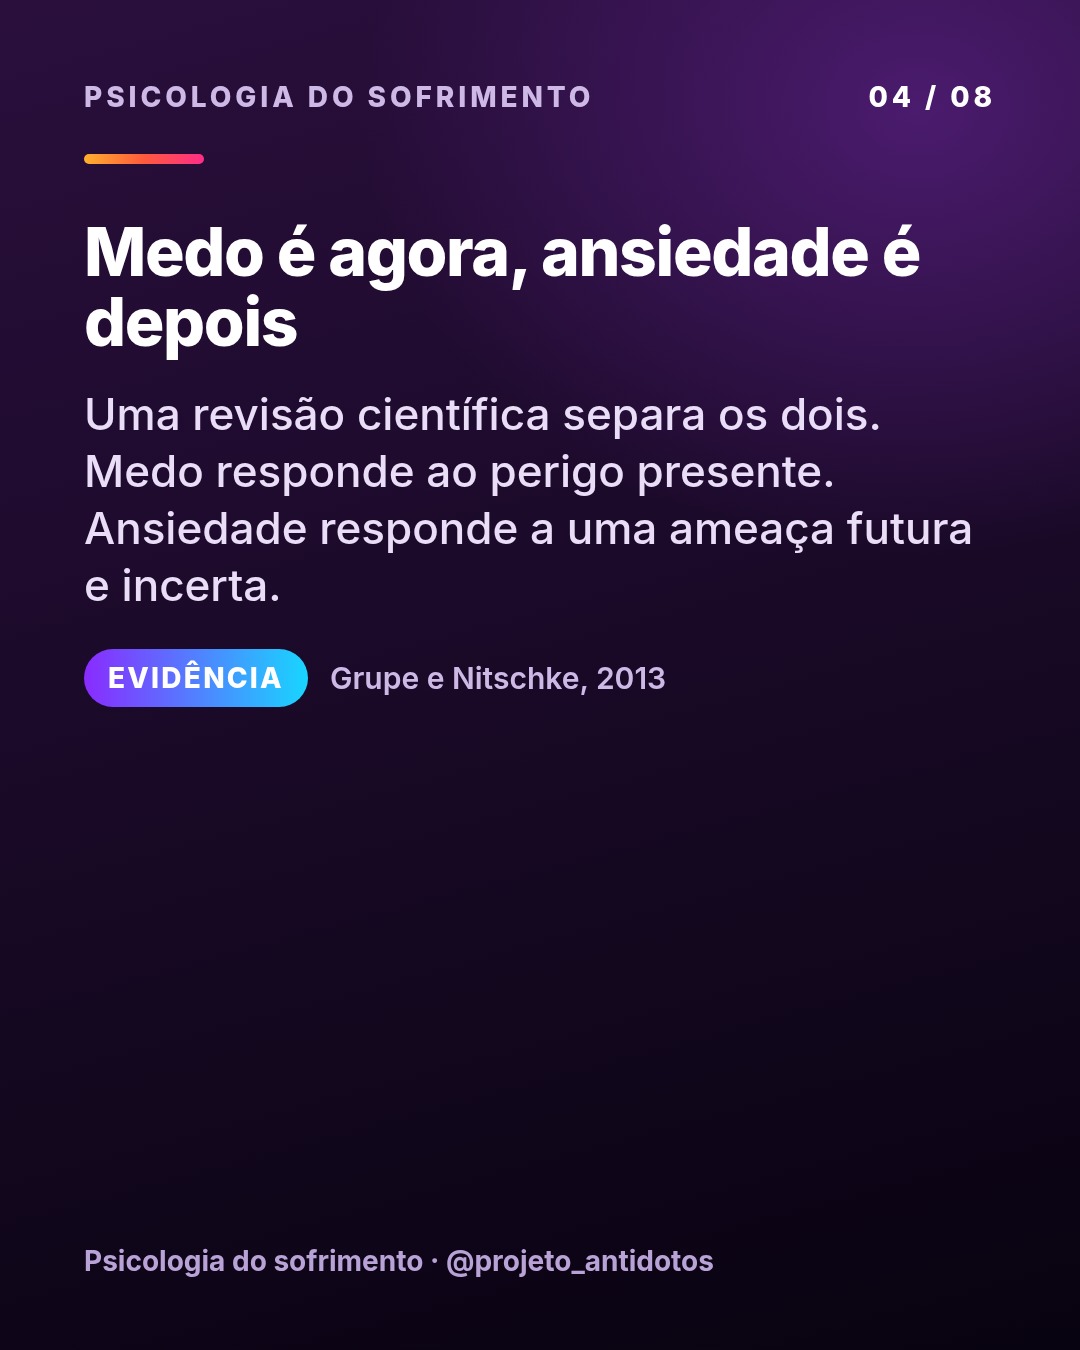 PSICOLOGIA DO SOFRIMENTO
04 / 08
Medo é agora, ansiedade é
depois
Uma revisão científica separa os dois.
Medo responde ao perigo presente.
Ansiedade responde a uma ameaça futura
e incerta.
EVIDÊNCIA Grupe e Nitschke, 2013
Psicologia do sofrimento · @projeto_antidotos